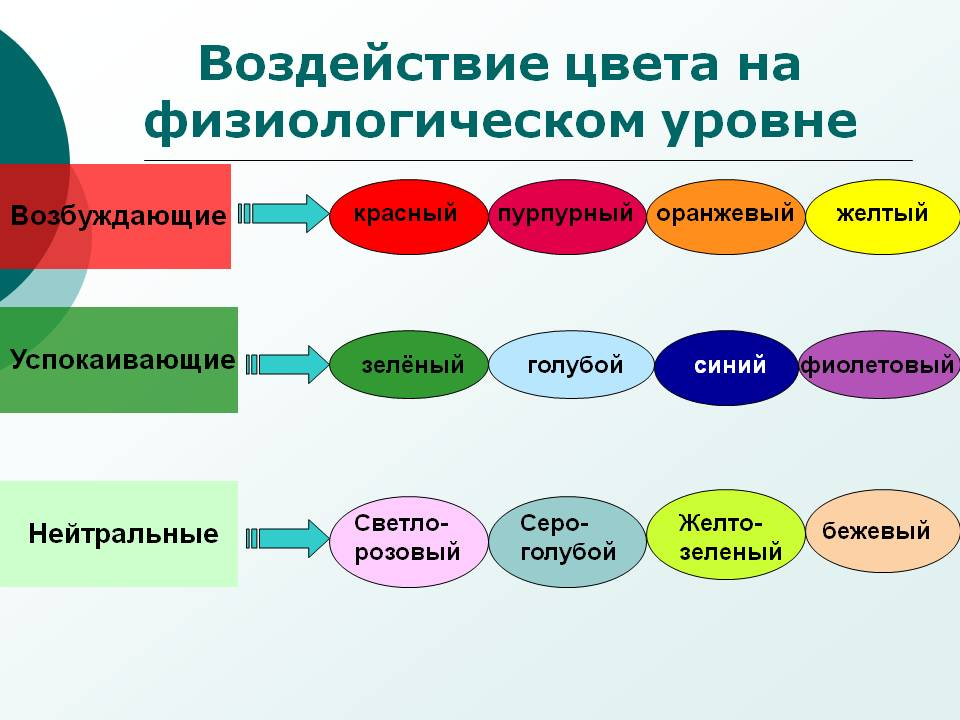 Воздействие цвета на
физиологическом уровне
Возбуждающие
красный
пурпурный
оранжевый
желтый
Успокаивающие
зелёный
голубой
синий
фиолетовый
Нейтральные
Светло-
розовый
Серо-
голубой
Желто-
зеленый
бежевый